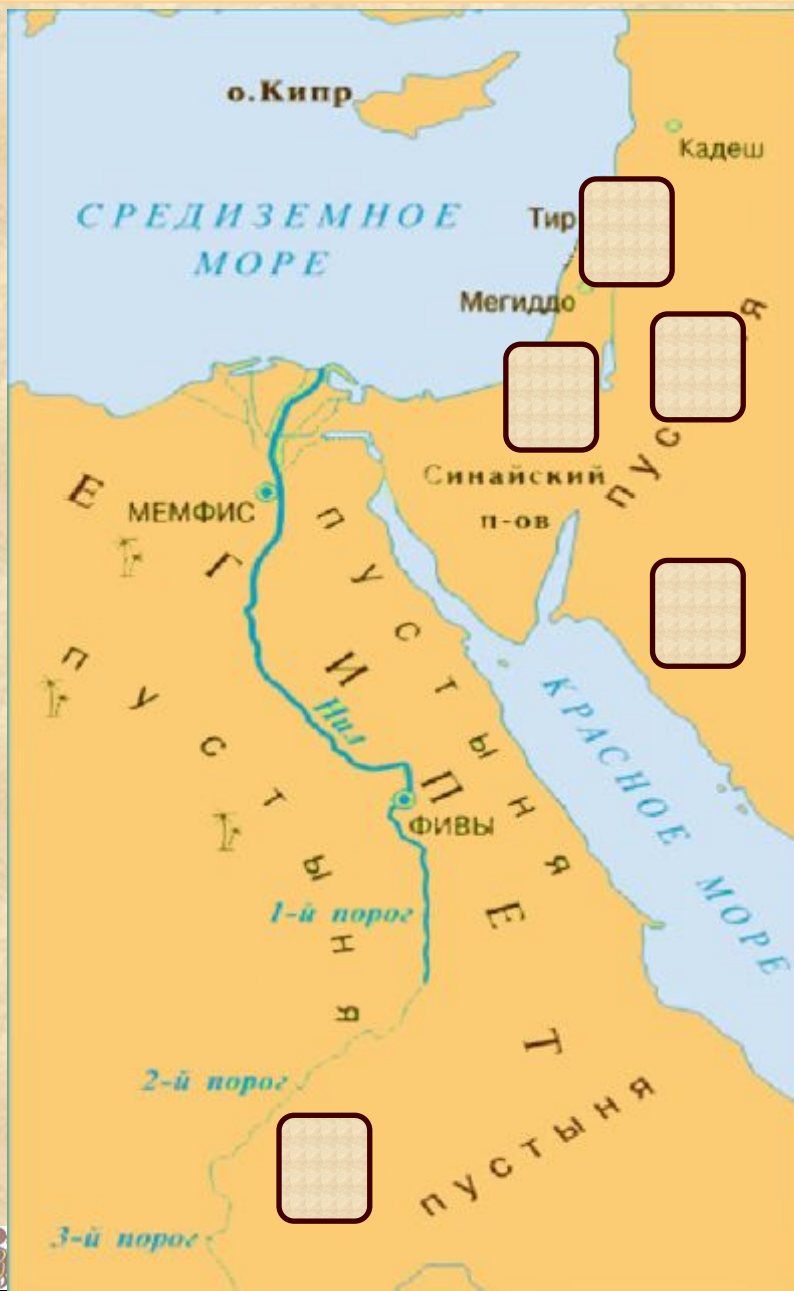 о.Кипр
Кадеш
СРЕДИЗЕМНОЕ
МОРЕ
Тир
Мегиддо
ЕГИПЕТ
МЕМФИС
Синайский
п-ов
ПУСТЫНЯ
ПУСТЫНЯ
Нил
ФИВЫ
КРАСНОЕ МОРЕ
1-й порог
2-й порог
ПУСТЫНЯ
3-й порог